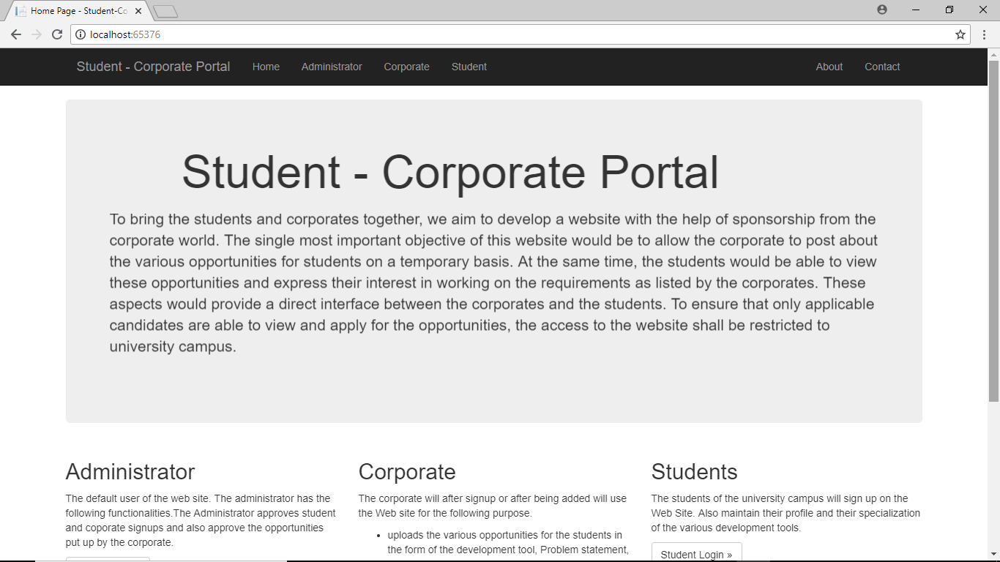 Home Page - Student-Co
localhost:65376
Student - Corporate Portal Home Administrator Corporate Student About Contact
Student - Corporate Portal
To bring the students and corporates together, we aim to develop a website with the help of sponsorship from the
corporate world. The single most important objective of this website would be to allow the corporate to post about
the various opportunities for students on a temporary basis. At the same time, the students would be able to view
these opportunities and express their interest in working on the requirements as listed by the corporates. These
aspects would provide a direct interface between the corporates and the students. To ensure that only applicable
candidates are able to view and apply for the opportunities, the access to the website shall be restricted to
university campus.
Administrator
The default user of the web site. The administrator has the
following functionalities.The Administrator approves student
and coporate signups and also approve the opportunities
put up by the corporate.
Corporate
The corporate will after signup or after being added will use
the Web site for the following purpose.
• uploads the various opportunities for the students in
the form of the development tool, Problem statement,
Students
The students of the university campus will sign up on the
Web Site. Also maintain their profile and their specialization
of the various development tools.
Student Login »